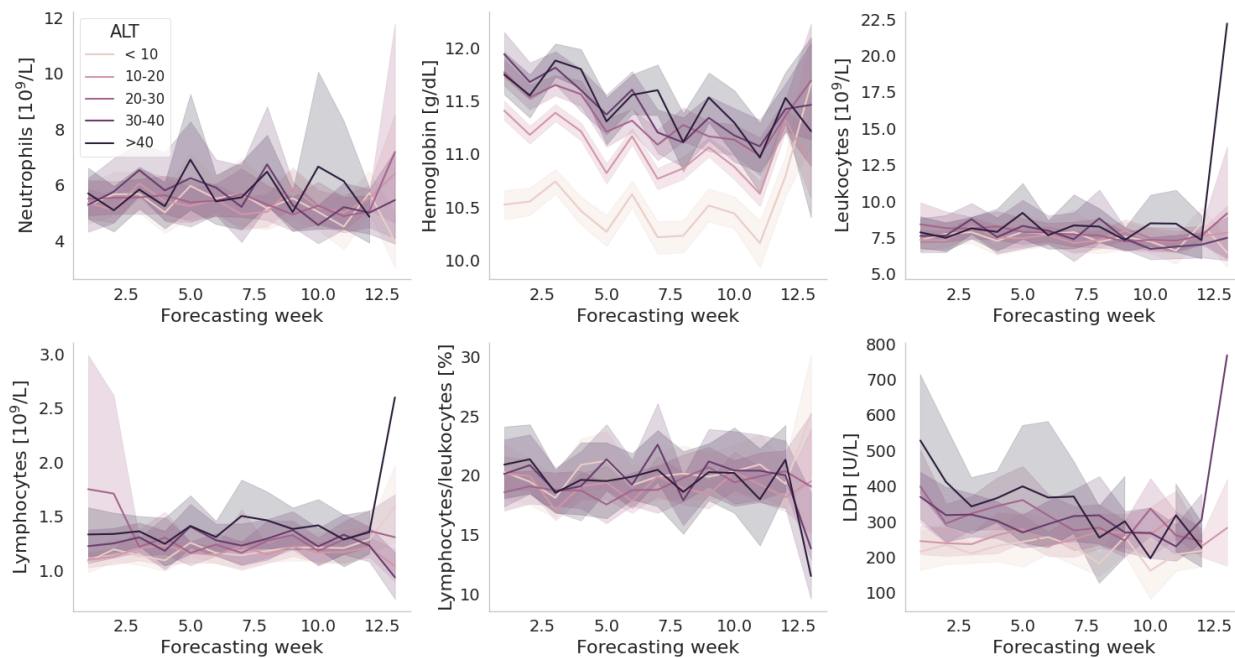 12
10
8
6
4
2.5 5.0 7.5 10.0 12.5
Forecasting week
Neutrophils [10⁹/L]
ALT
< 10
10-20
20-30
30-40
>40
12.0
11.5
11.0
10.5
10.0
2.5 5.0 7.5 10.0 12.5
Forecasting week
Hemoglobin [g/dL]
22.5
20.0
17.5
15.0
12.5
10.0
7.5
5.0
2.5 5.0 7.5 10.0 12.5
Forecasting week
Leukocytes [10⁹/L]
3.0
2.5
2.0
1.5
1.0
2.5 5.0 7.5 10.0 12.5
Forecasting week
Lymphocytes [10⁹/L]
30
25
20
15
10
2.5 5.0 7.5 10.0 12.5
Forecasting week
Lymphocytes/leukocytes [%]
800
700
600
500
400
300
200
100
2.5 5.0 7.5 10.0 12.5
Forecasting week
LDH [U/L]